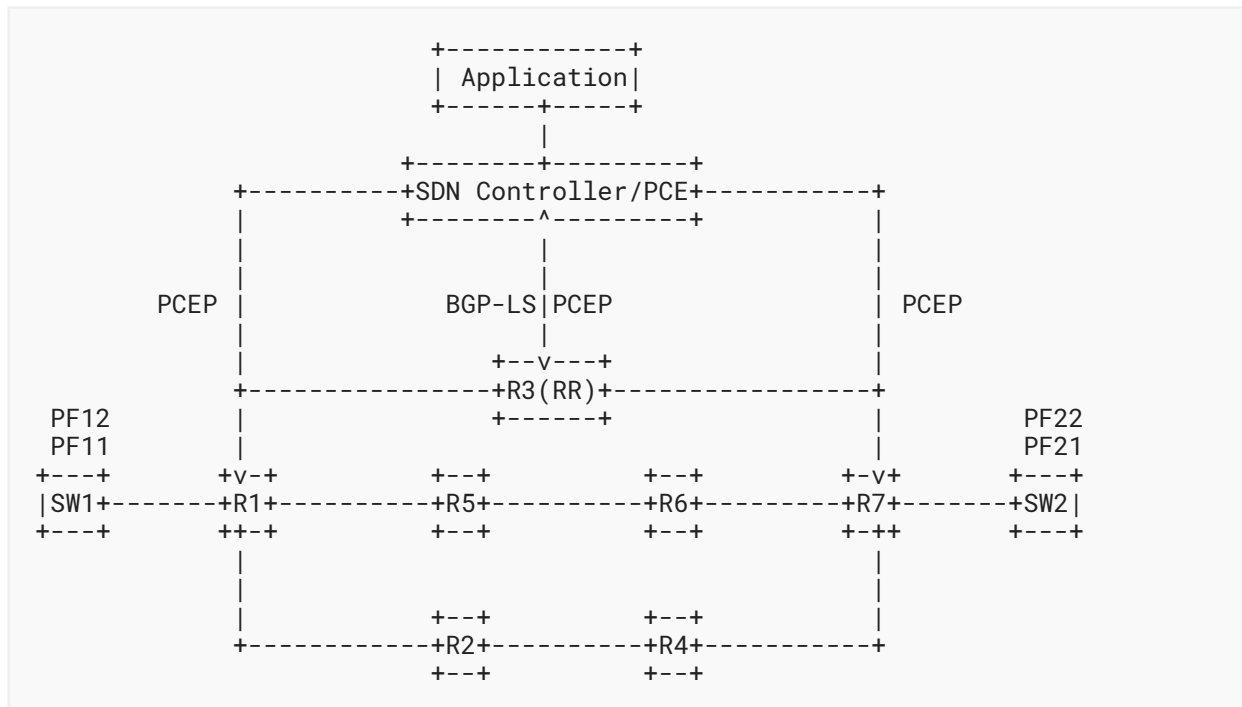 Application
SDN Controller/PCE
PCEP BGP-LS PCEP PCEP
R3(RR)
PF12 PF22
PF11 PF21
SW1 R1 R5 R6 R7 SW2
R2 R4